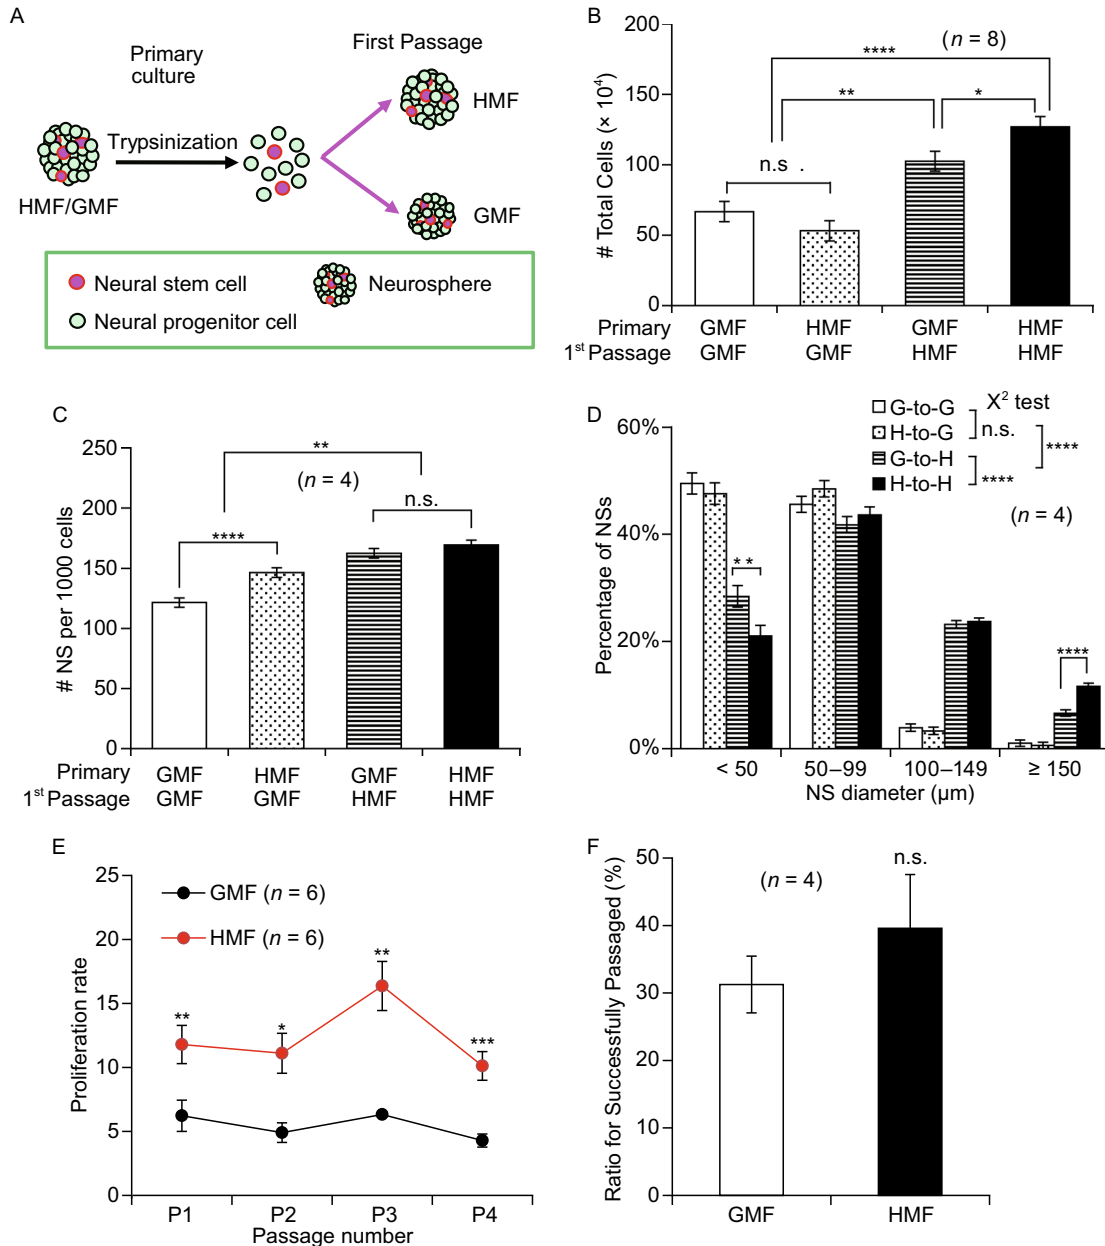 A
Primary
culture
First Passage
HMF
Trypsinization
HMF/GMF
GMF
Neural stem cell
Neurosphere
Neural progenitor cell
B
200
150
100
50
0
# Total Cells (× 10⁴)
(n = 8)
****
**
*
n.s .
Primary GMF HMF GMF HMF
1st Passage GMF GMF HMF HMF
C
250
200
150
100
50
0
# NS per 1000 cells
**
(n = 4)
n.s.
****
Primary GMF HMF GMF HMF
1st Passage GMF GMF HMF HMF
D
60%
40%
20%
0%
Percentage of NSs
G-to-G
H-to-G
G-to-H
H-to-H
X² test
n.s.
****
****
(n = 4)
**
****
< 50 50–99 100–149 ≥ 150
NS diameter (µm)
E
25
20
15
10
5
0
Proliferation rate
GMF (n = 6)
HMF (n = 6)
**
*
**
***
P1 P2 P3 P4
Passage number
F
50
40
30
20
10
0
Ratio for Successfully Passaged (%)
(n = 4)
n.s.
GMF HMF